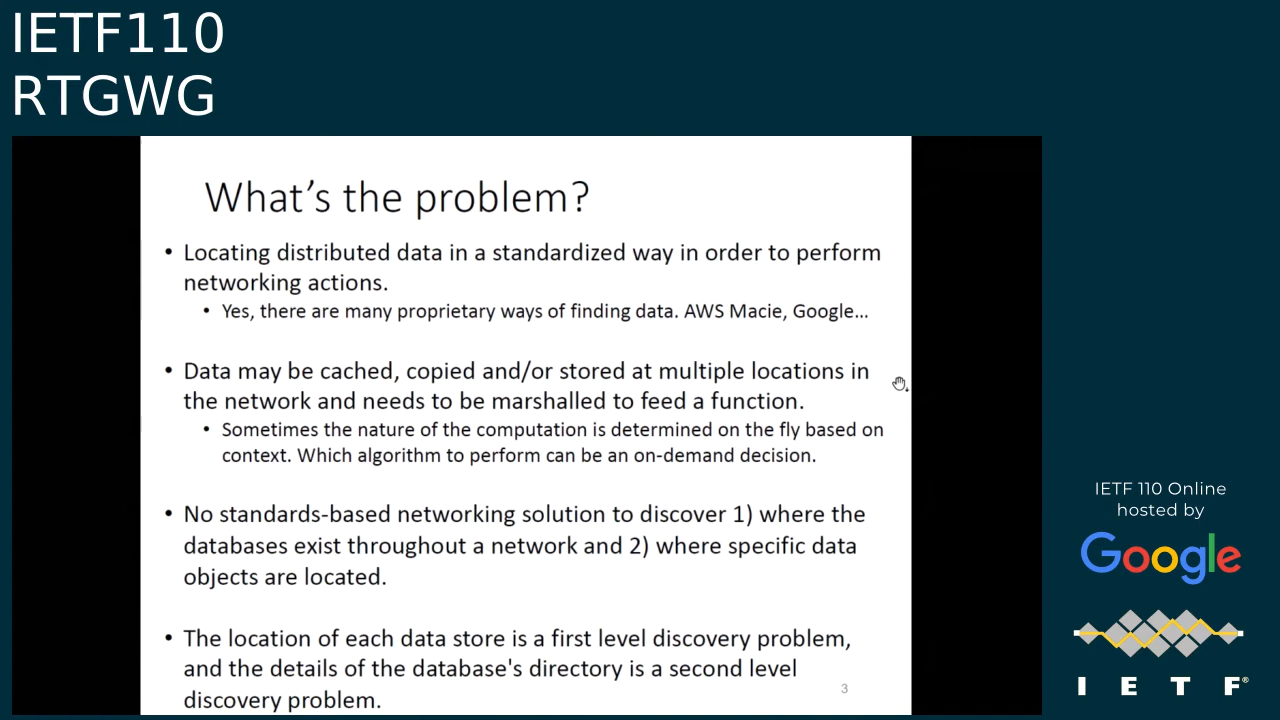 IETF110
RTGWG
What's the problem?
• Locating distributed data in a standardized way in order to perform
networking actions.
• Yes, there are many proprietary ways of finding data. AWS Macie, Google…
• Data may be cached, copied and/or stored at multiple locations in
the network and needs to be marshalled to feed a function.
• Sometimes the nature of the computation is determined on the fly based on
context. Which algorithm to perform can be an on-demand decision.
• No standards-based networking solution to discover 1) where the
databases exist throughout a network and 2) where specific data
objects are located.
• The location of each data store is a first level discovery problem,
and the details of the database's directory is a second level
discovery problem.
3
IETF 110 Online
hosted by
Google
I E T F®